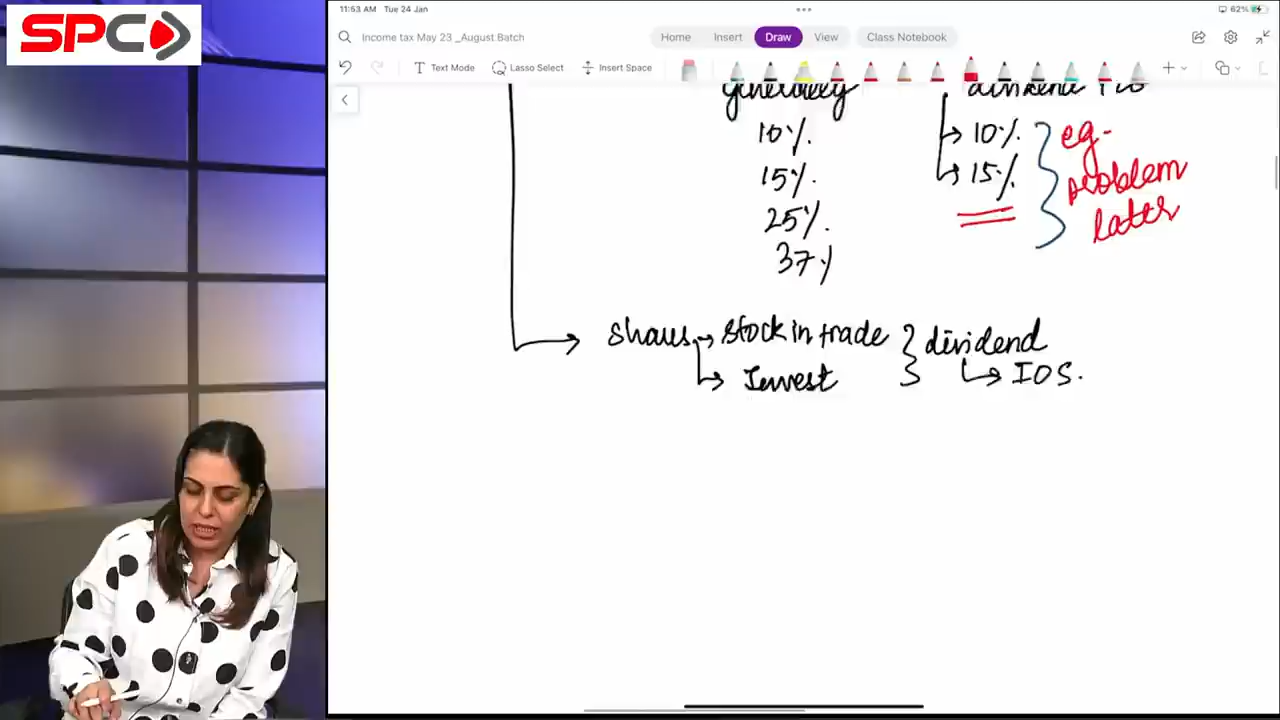 SPC
11:53 AM Tue 24 Jan
62%
Income tax May 23 _August Batch
Home Insert Draw View Class Notebook
Text Mode Lasso Select Insert Space
generally dividend
10%. 10%. eg-
15%. 15%. problem
25%. later
37%
shares stock in trade dividend
Invest IOS.